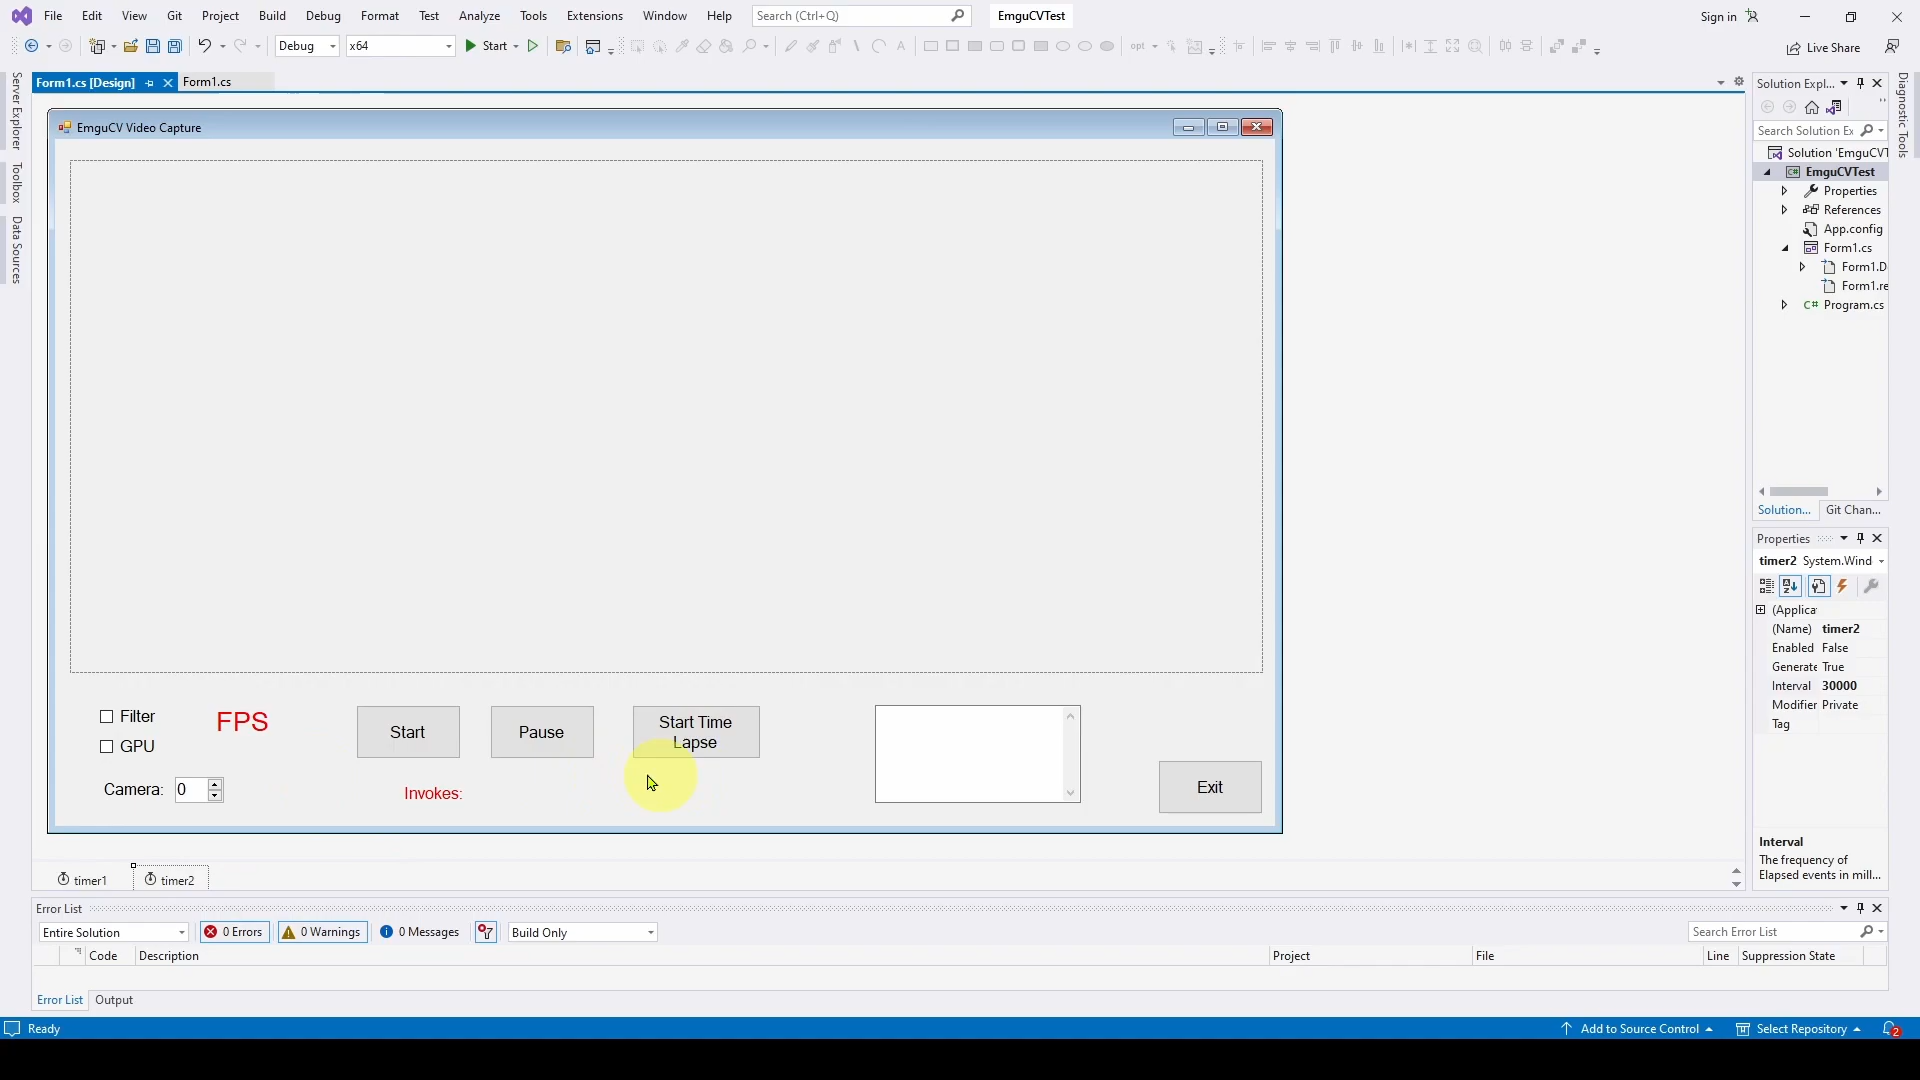 File Edit View Git Project Build Debug Format Test Analyze Tools Extensions Window Help Search (Ctrl+Q) EmguCVTest Sign in
Debug x64 Start opt Live Share
Form1.cs [Design] Form1.cs
Server Explorer
Toolbox
Data Sources
EmguCV Video Capture
Filter
GPU
FPS
Start
Pause
Start Time
Lapse
Camera: 0
Invokes:
Exit
timer1 timer2
Solution Expl...
Search Solution Ex
Solution 'EmguCVT
EmguCVTest
Properties
References
App.config
Form1.cs
Form1.D
Form1.re
C# Program.cs
Solution... Git Chan...
Diagnostic Tools
Properties
timer2 System.Wind
(Applica
(Name) timer2
Enabled False
Generate True
Interval 30000
Modifier Private
Tag
Interval
The frequency of
Elapsed events in mill...
Error List
Entire Solution 0 Errors 0 Warnings 0 Messages Build Only Search Error List
Code Description Project File Line Suppression State
Error List Output
Ready Add to Source Control Select Repository 2